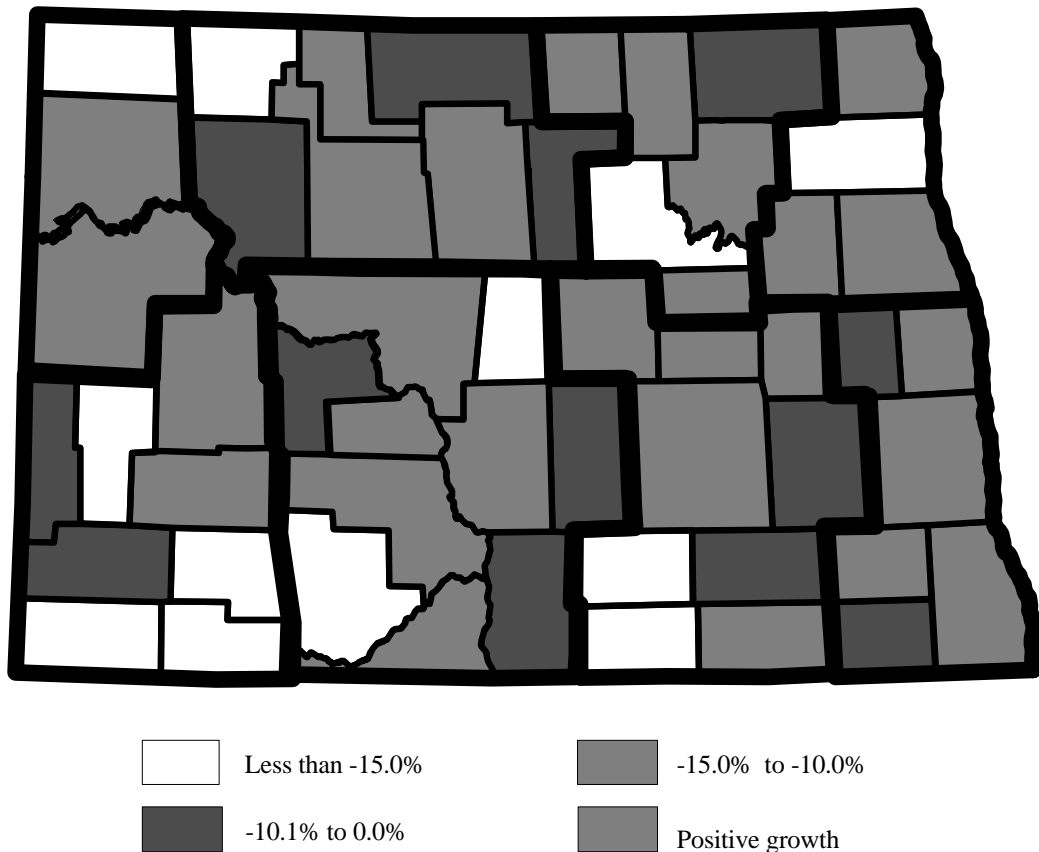 Less than -15.0%
-15.0% to -10.0%
-10.1% to 0.0%
Positive growth